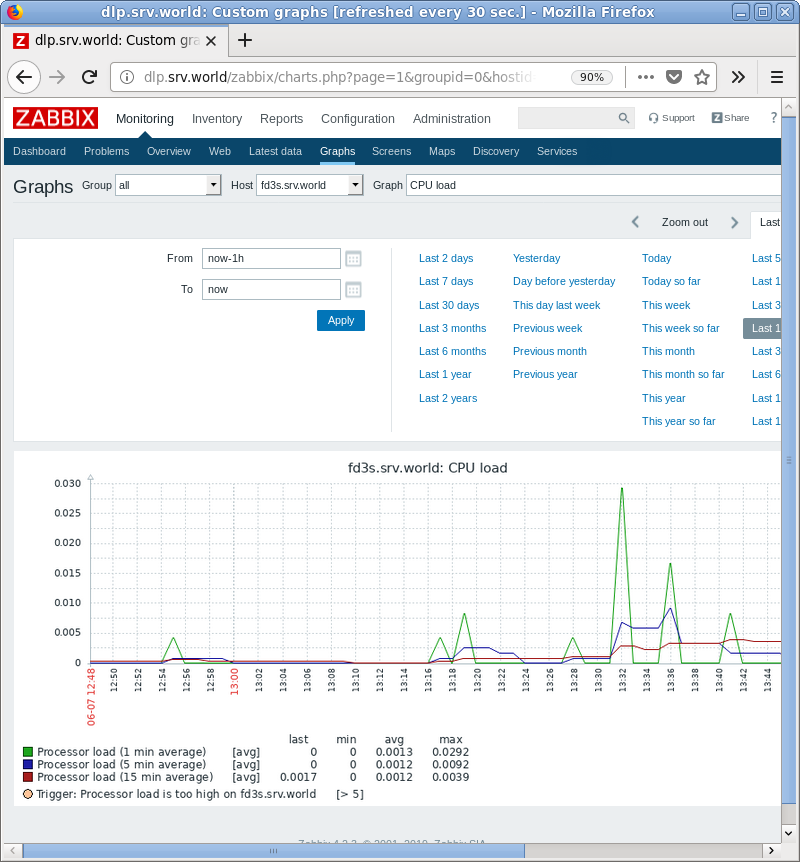 dlp.srv.world: Custom graphs [refreshed every 30 sec.] - Mozilla Firefox
Z dlp.srv.world: Custom gra
dlp.srv.world/zabbix/charts.php?page=1&groupid=0&hostid 90%
ZABBIX Monitoring Inventory Reports Configuration Administration Support Z Share ?
Dashboard Problems Overview Web Latest data Graphs Screens Maps Discovery Services
Graphs Group all Host fd3s.srv.world Graph CPU load
Zoom out Last
From now-1h
To now
Apply
Last 2 days Yesterday Today Last 5
Last 7 days Day before yesterday Today so far Last 1
Last 30 days This day last week This week Last 3
Last 3 months Previous week This week so far Last 1
Last 6 months Previous month This month Last 3
Last 1 year Previous year This month so far Last 6
Last 2 years This year Last 1
This year so far Last 1
fd3s.srv.world: CPU load
0.030
0.025
0.020
0.015
0.010
0.005
0
06-07 12:48 12:50 12:52 12:54 12:56 12:58 13:00 13:02 13:04 13:06 13:08 13:10 13:12 13:14 13:16 13:18 13:20 13:22 13:24 13:26 13:28 13:30 13:32 13:34 13:36 13:38 13:40 13:42 13:44
last min avg max
Processor load (1 min average) [avg] 0 0 0.0013 0.0292
Processor load (5 min average) [avg] 0 0 0.0012 0.0092
Processor load (15 min average) [avg] 0.0017 0 0.0012 0.0039
Trigger: Processor load is too high on fd3s.srv.world [> 5]